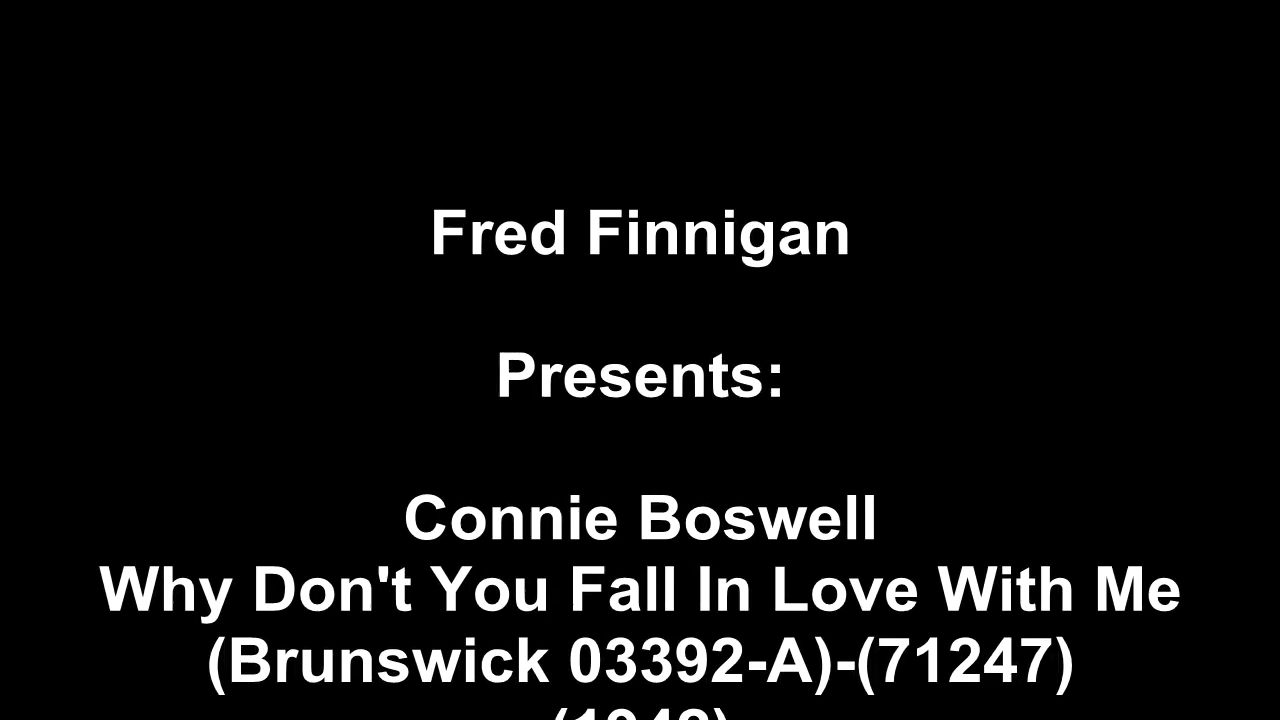 Fred Finnigan
Presents:
Connie Boswell
Why Don't You Fall In Love With Me
(Brunswick 03392-A)-(71247)